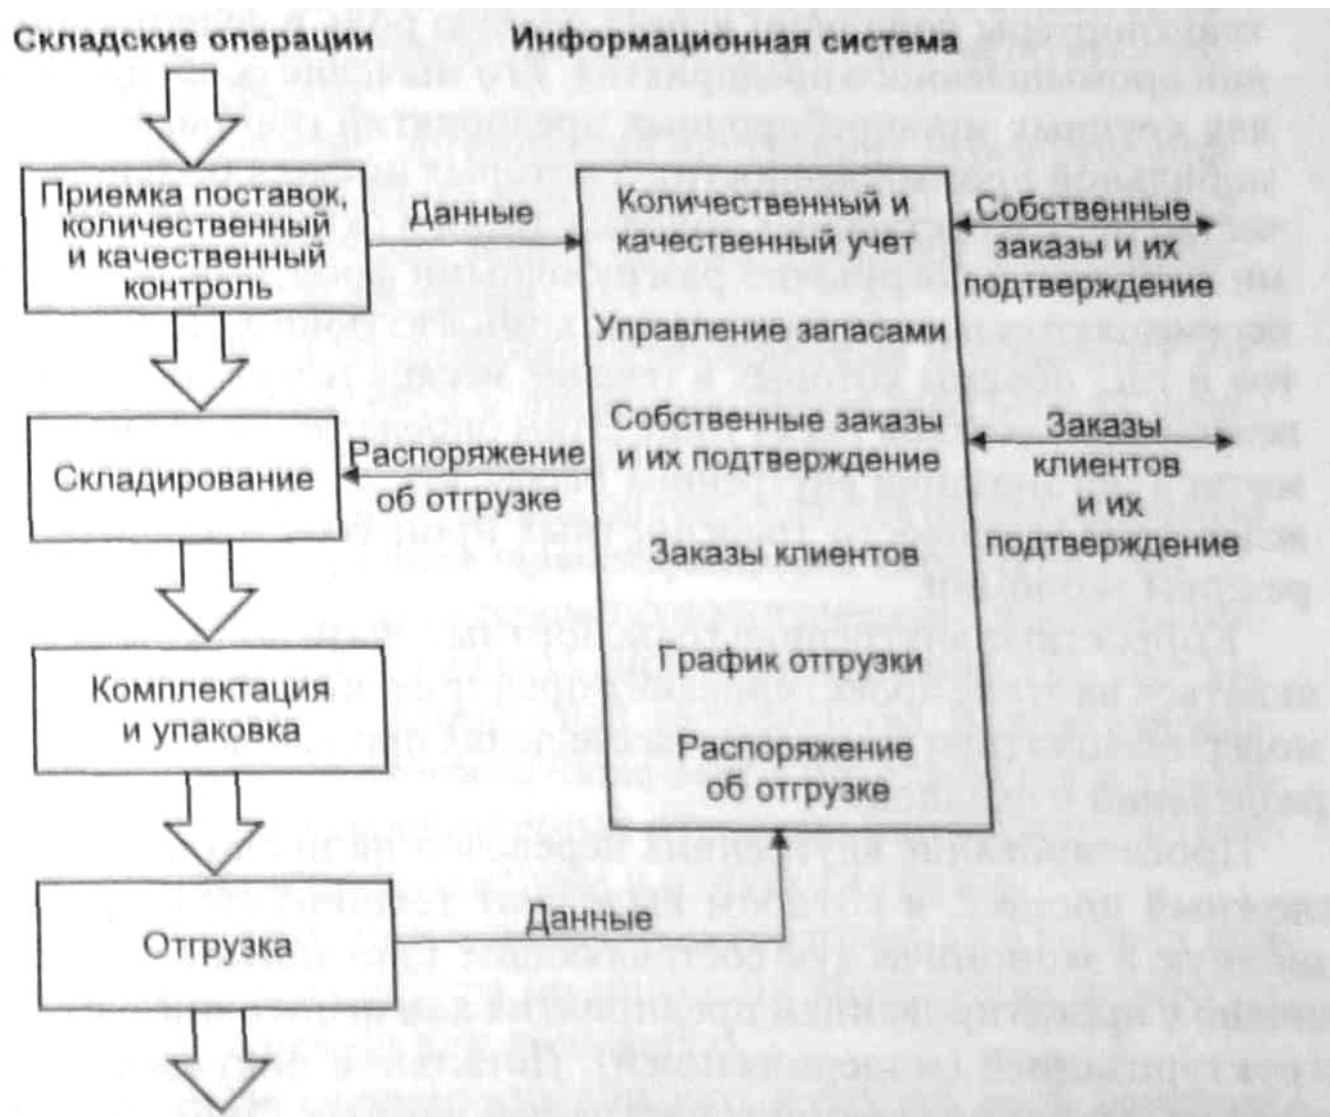 Складские операции
Информационная система
Приемка поставок,
количественный
и качественный
контроль
Данные
Количественный и
качественный учет
Собственные
заказы и их
подтверждение
Управление запасами
Складирование
Распоряжение
об отгрузке
Собственные заказы
и их подтверждение
Заказы
клиентов
и их
подтверждение
Заказы клиентов
Комплектация
и упаковка
График отгрузки
Распоряжение
об отгрузке
Отгрузка
Данные